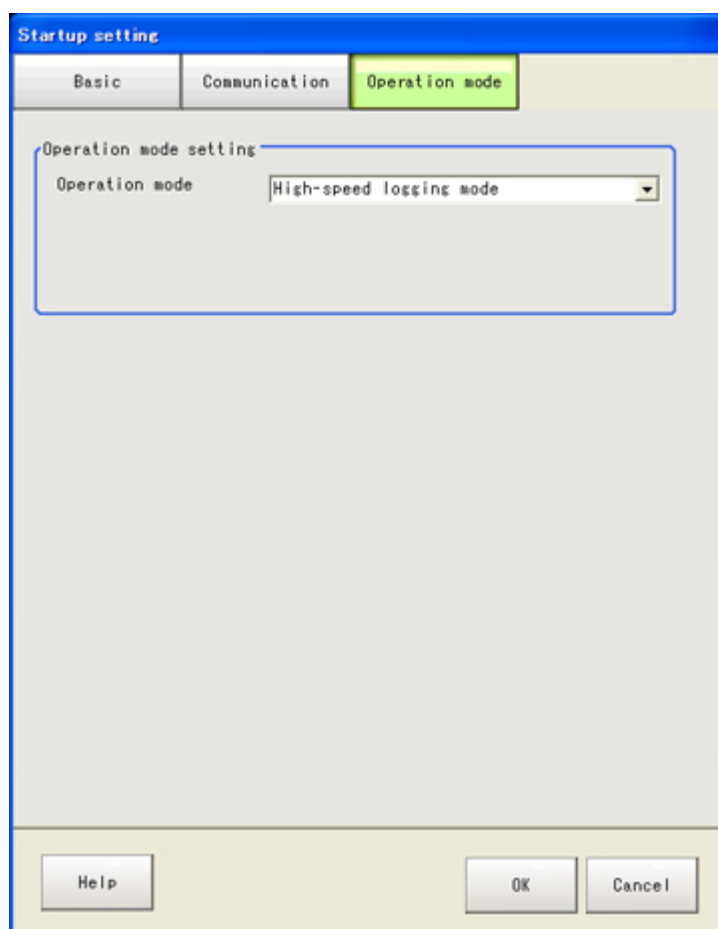 Startup setting
Basic Communication Operation mode
Operation mode setting
Operation mode High-speed logging mode
Help OK Cancel